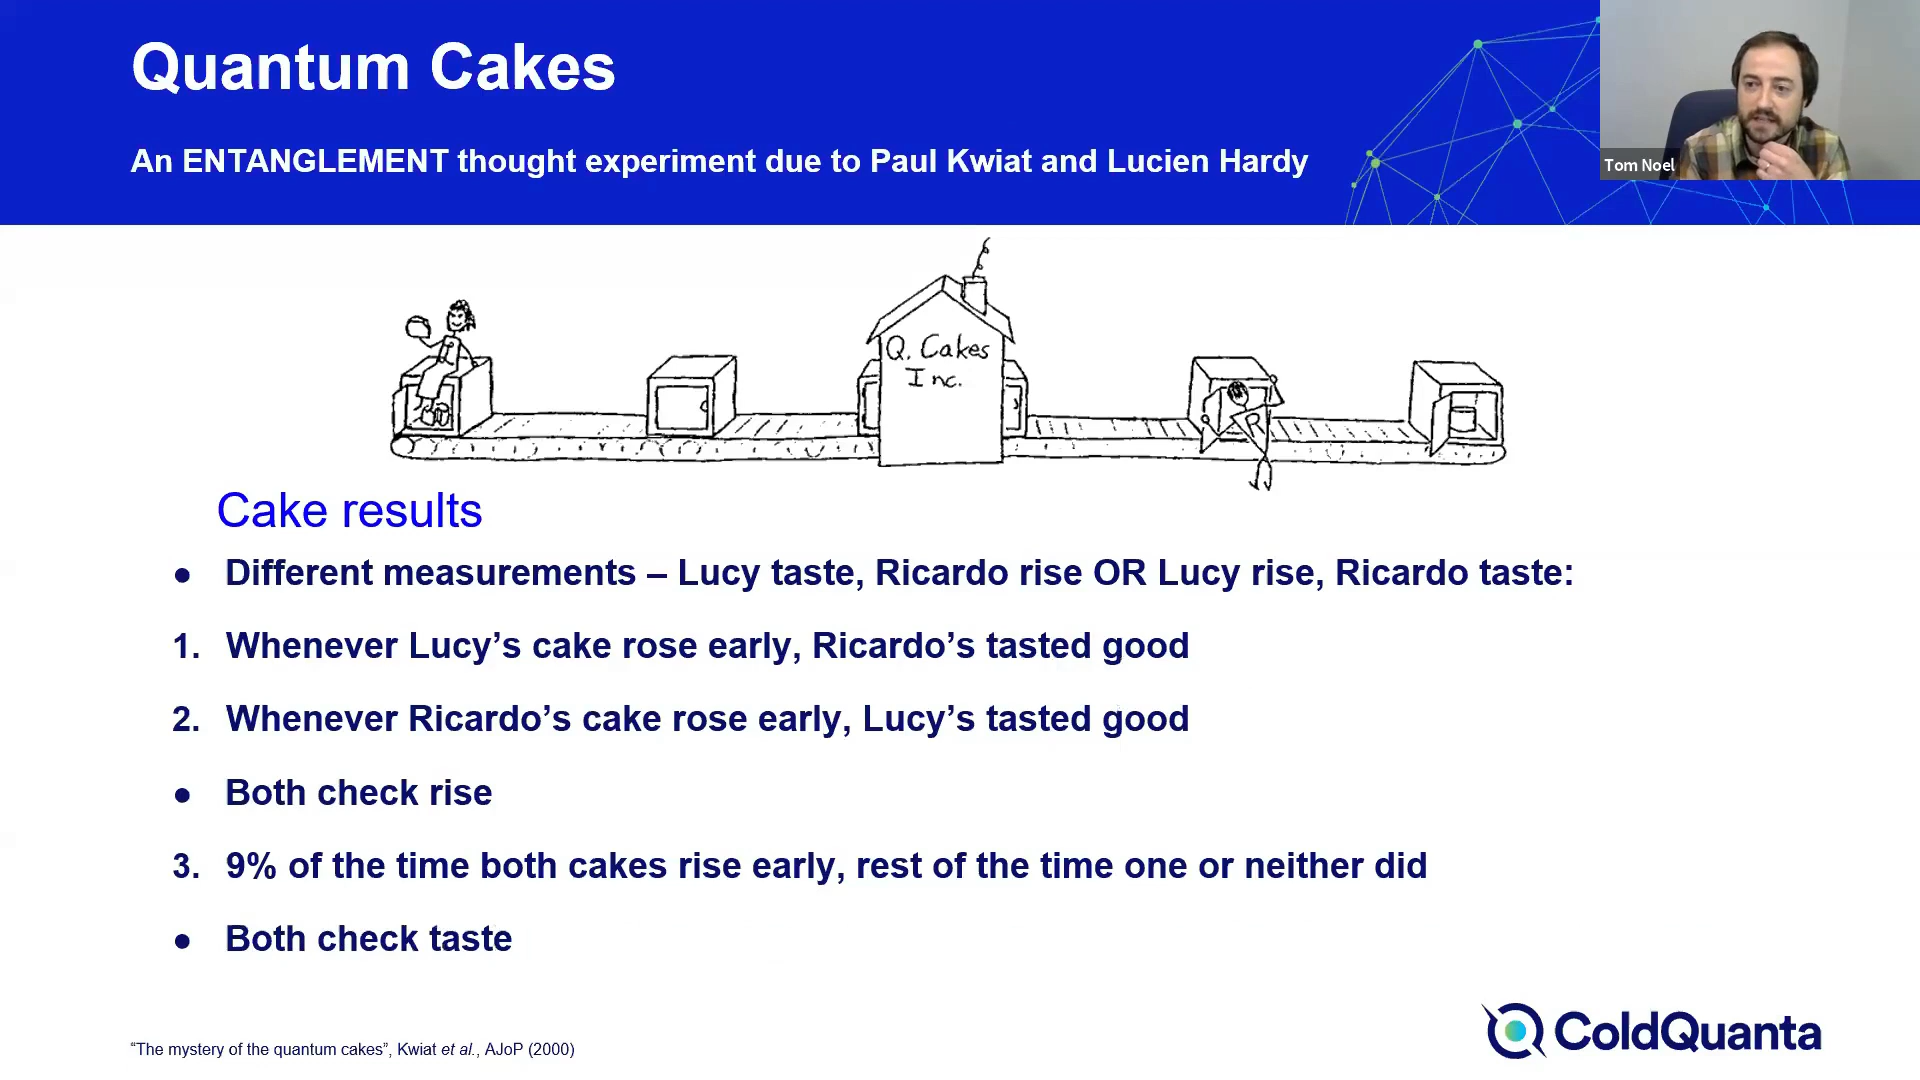 Quantum Cakes
An ENTANGLEMENT thought experiment due to Paul Kwiat and Lucien Hardy
Tom Noel
Q. Cakes
Inc.
R
Cake results
● Different measurements – Lucy taste, Ricardo rise OR Lucy rise, Ricardo taste:
1. Whenever Lucy’s cake rose early, Ricardo’s tasted good
2. Whenever Ricardo’s cake rose early, Lucy’s tasted good
● Both check rise
3. 9% of the time both cakes rise early, rest of the time one or neither did
● Both check taste
“The mystery of the quantum cakes”, Kwiat et al., AJoP (2000)
ColdQuanta